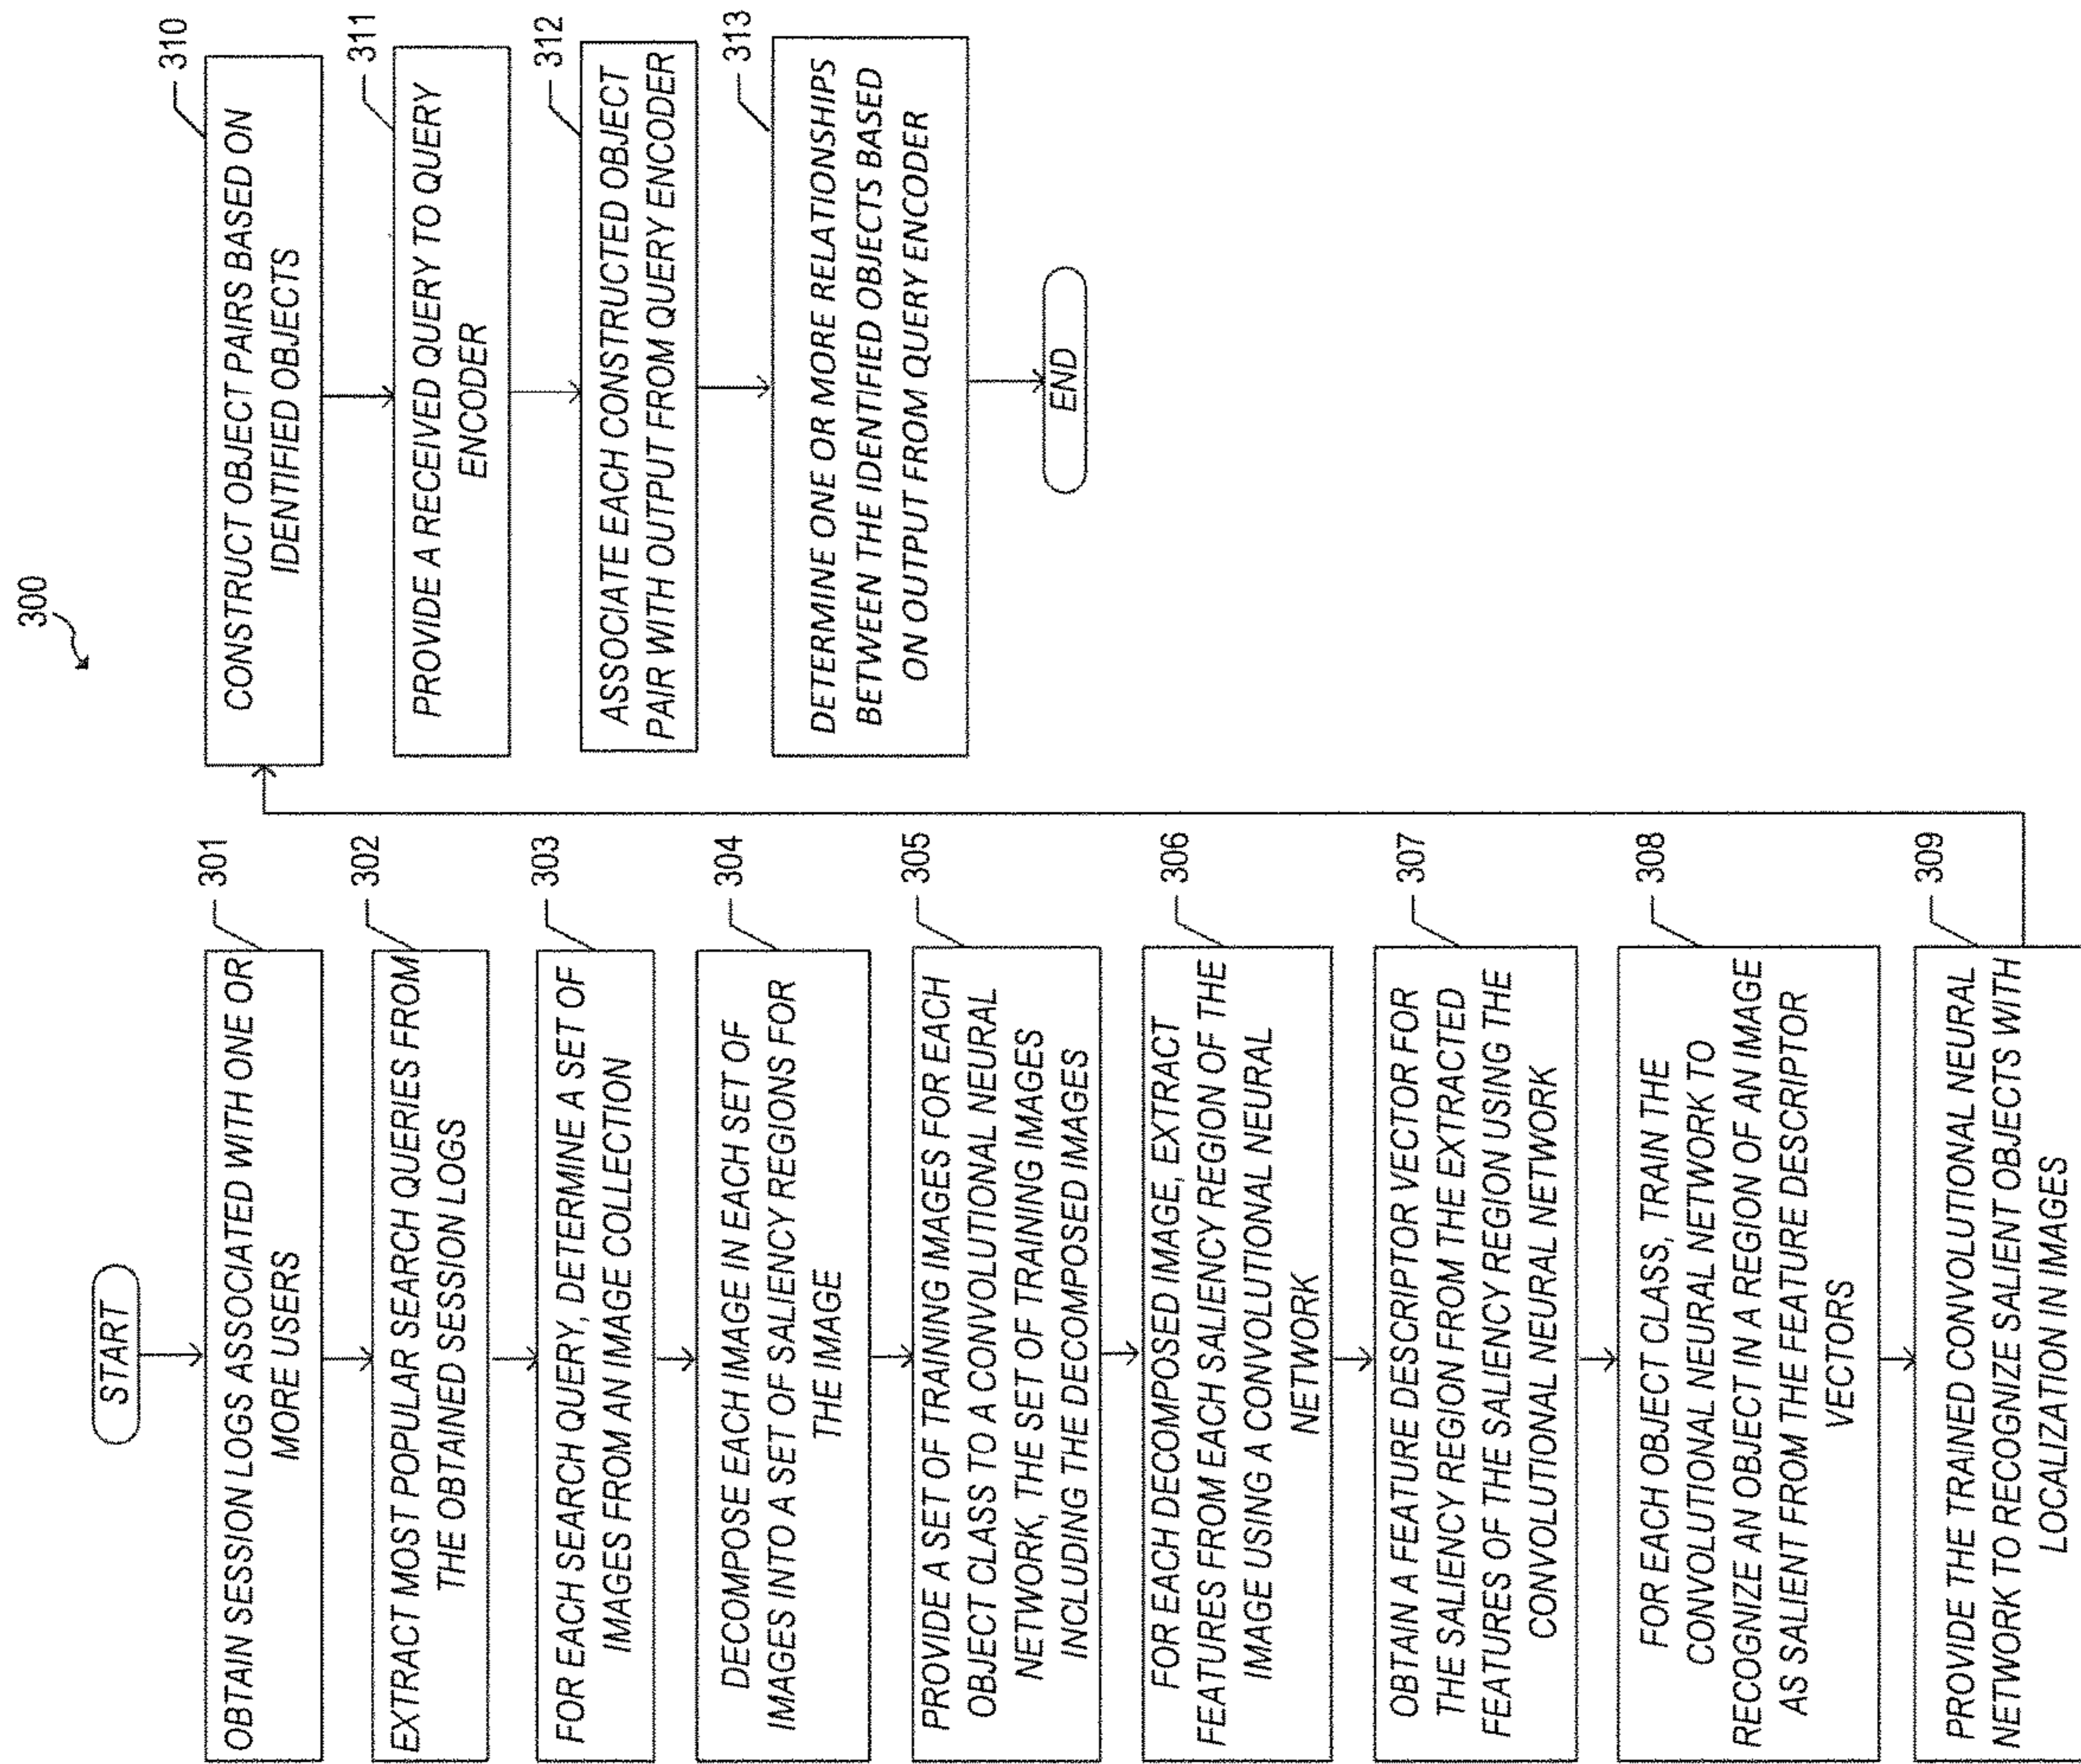 300
START
301
OBTAIN SESSION LOGS ASSOCIATED WITH ONE OR
MORE USERS
302
EXTRACT MOST POPULAR SEARCH QUERIES FROM
THE OBTAINED SESSION LOGS
303
FOR EACH SEARCH QUERY, DETERMINE A SET OF
IMAGES FROM AN IMAGE COLLECTION
304
DECOMPOSE EACH IMAGE IN EACH SET OF
IMAGES INTO A SET OF SALIENCY REGIONS FOR
THE IMAGE
305
PROVIDE A SET OF TRAINING IMAGES FOR EACH
OBJECT CLASS TO A CONVOLUTIONAL NEURAL
NETWORK, THE SET OF TRAINING IMAGES
INCLUDING THE DECOMPOSED IMAGES
306
FOR EACH DECOMPOSED IMAGE, EXTRACT
FEATURES FROM EACH SALIENCY REGION OF THE
IMAGE USING A CONVOLUTIONAL NEURAL
NETWORK
307
OBTAIN A FEATURE DESCRIPTOR VECTOR FOR
THE SALIENCY REGION FROM THE EXTRACTED
FEATURES OF THE SALIENCY REGION USING THE
CONVOLUTIONAL NEURAL NETWORK
308
FOR EACH OBJECT CLASS, TRAIN THE
CONVOLUTIONAL NEURAL NETWORK TO
RECOGNIZE AN OBJECT IN A REGION OF AN IMAGE
AS SALIENT FROM THE FEATURE DESCRIPTOR
VECTORS
309
PROVIDE THE TRAINED CONVOLUTIONAL NEURAL
NETWORK TO RECOGNIZE SALIENT OBJECTS WITH
LOCALIZATION IN IMAGES
310
CONSTRUCT OBJECT PAIRS BASED ON
IDENTIFIED OBJECTS
311
PROVIDE A RECEIVED QUERY TO QUERY
ENCODER
312
ASSOCIATE EACH CONSTRUCTED OBJECT
PAIR WITH OUTPUT FROM QUERY ENCODER
313
DETERMINE ONE OR MORE RELATIONSHIPS
BETWEEN THE IDENTIFIED OBJECTS BASED
ON OUTPUT FROM QUERY ENCODER
END